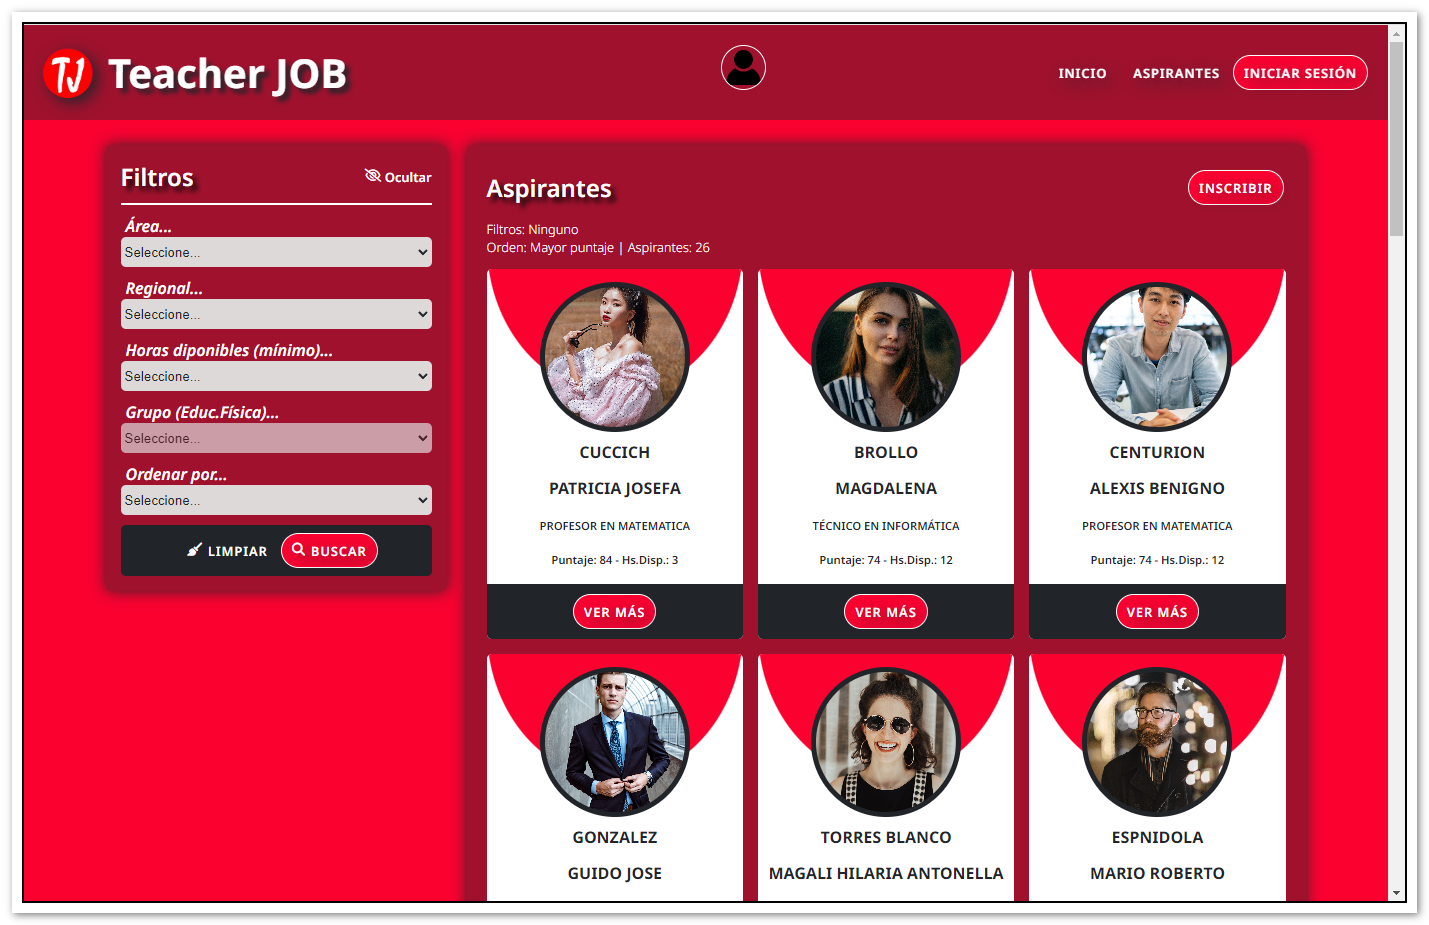 TJ Teacher JOB
INICIO ASPIRANTES INICIAR SESIÓN
Filtros
Ocultar
Área...
Seleccione...
Regional...
Seleccione...
Horas diponibles (mínimo)...
Seleccione...
Grupo (Educ.Física)...
Seleccione...
Ordenar por...
Seleccione...
LIMPIAR BUSCAR
Aspirantes
INSCRIBIR
Filtros: Ninguno
Orden: Mayor puntaje | Aspirantes: 26
CUCCICH
PATRICIA JOSEFA
PROFESOR EN MATEMATICA
Puntaje: 84 - Hs.Disp.: 3
VER MÁS
BROLLO
MAGDALENA
TÉCNICO EN INFORMÁTICA
Puntaje: 74 - Hs.Disp.: 12
VER MÁS
CENTURION
ALEXIS BENIGNO
PROFESOR EN MATEMATICA
Puntaje: 74 - Hs.Disp.: 12
VER MÁS
GONZALEZ
GUIDO JOSE
TORRES BLANCO
MAGALI HILARIA ANTONELLA
ESPNIDOLA
MARIO ROBERTO